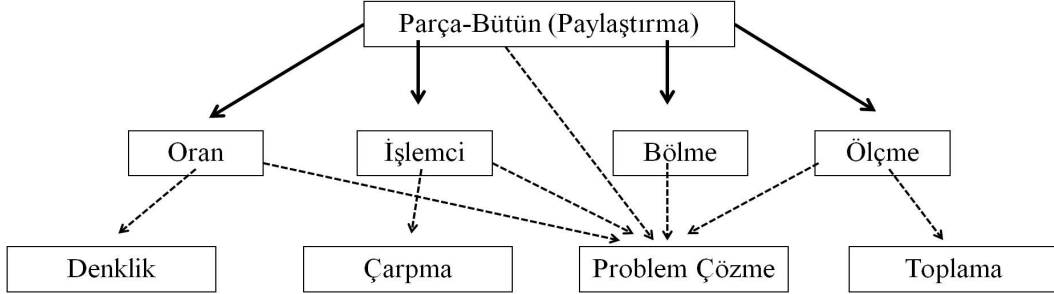 Parça-Bütün (Paylaştırma)
Oran
İşlemci
Bölme
Ölçme
Denklik
Çarpma
Problem Çözme
Toplama